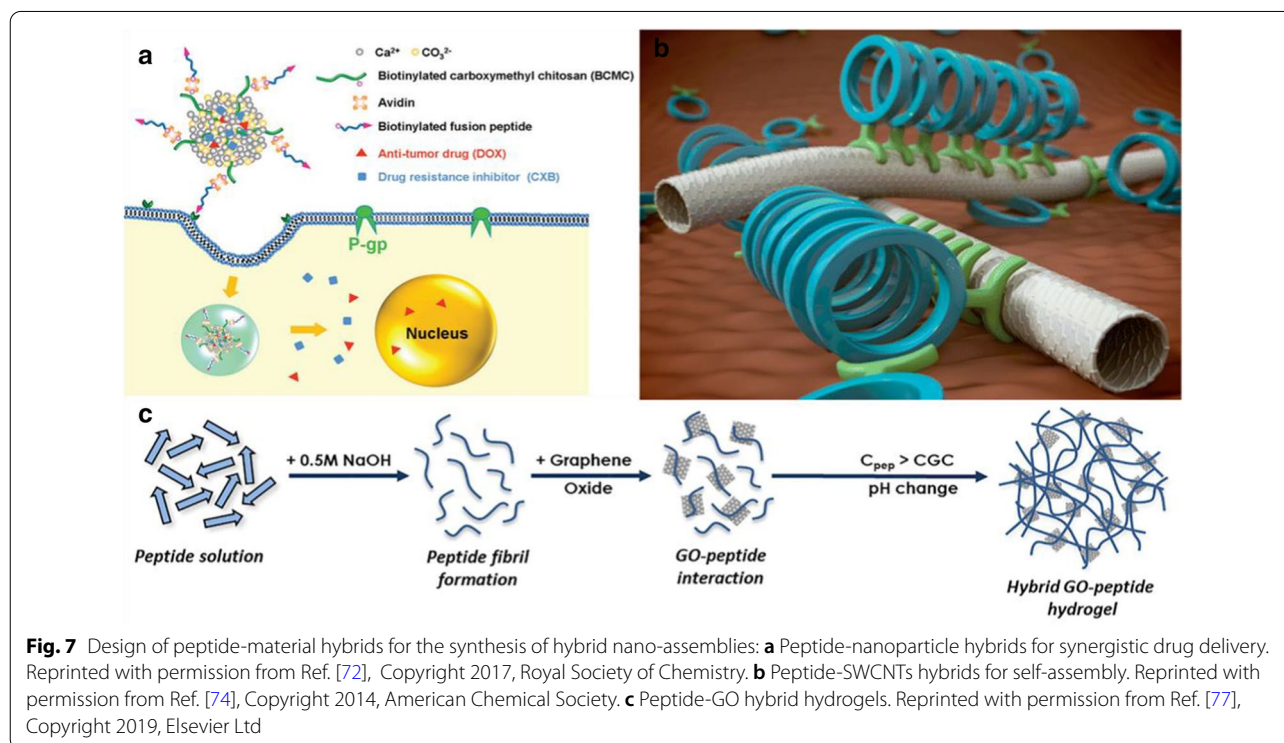 a
Ca²⁺ CO₃²⁻
Biotinylated carboxymethyl chitosan (BCMC)
Avidin
Biotinylated fusion peptide
Anti-tumor drug (DOX)
Drug resistance inhibitor (CXB)
P-gp
Nucleus
b
c
+ 0.5M NaOH
+ Graphene
Oxide
C_pep > CGC
pH change
Peptide solution
Peptide fibril
formation
GO-peptide
interaction
Hybrid GO-peptide
hydrogel
Fig. 7 Design of peptide-material hybrids for the synthesis of hybrid nano-assemblies: a Peptide-nanoparticle hybrids for synergistic drug delivery.
Reprinted with permission from Ref. [72], Copyright 2017, Royal Society of Chemistry. b Peptide-SWCNTs hybrids for self-assembly. Reprinted with
permission from Ref. [74], Copyright 2014, American Chemical Society. c Peptide-GO hybrid hydrogels. Reprinted with permission from Ref. [77],
Copyright 2019, Elsevier Ltd